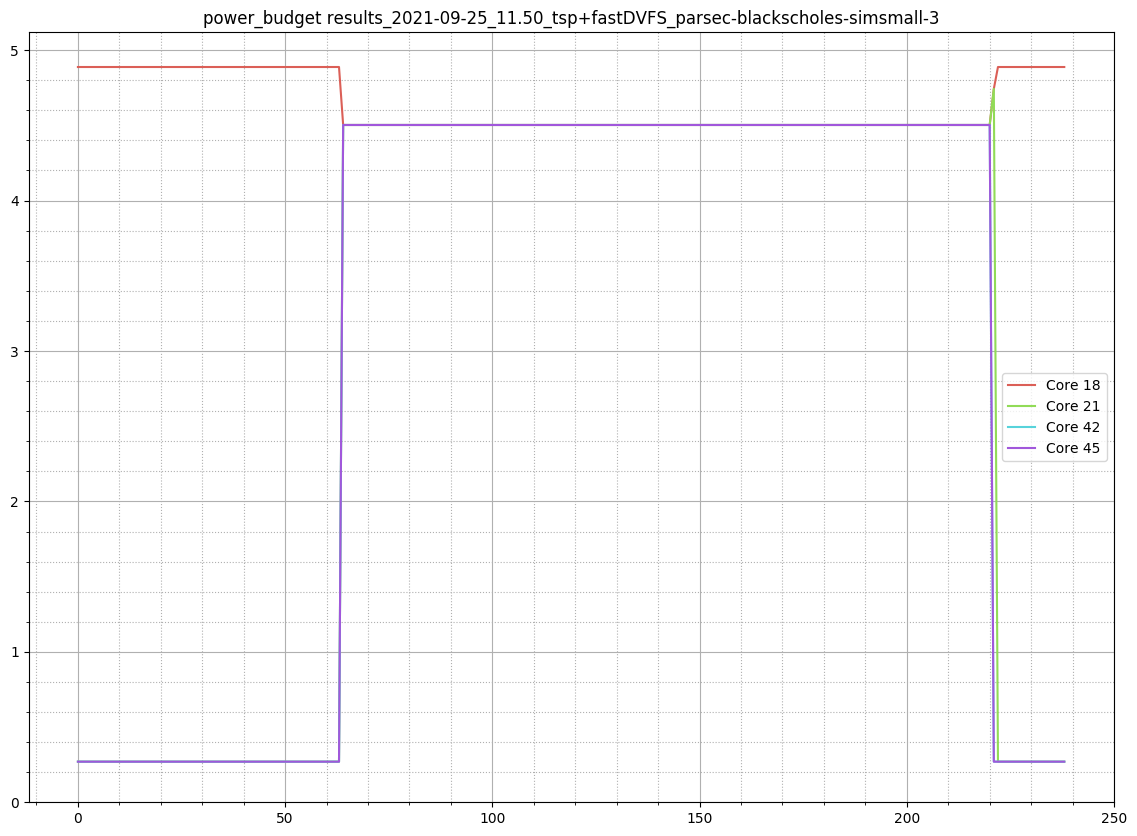 power_budget results_2021-09-25_11.50_tsp+fastDVFS_parsec-blackscholes-simsmall-3
5
4
3
2
1
0
Core 18
Core 21
Core 42
Core 45
0 50 100 150 200 250